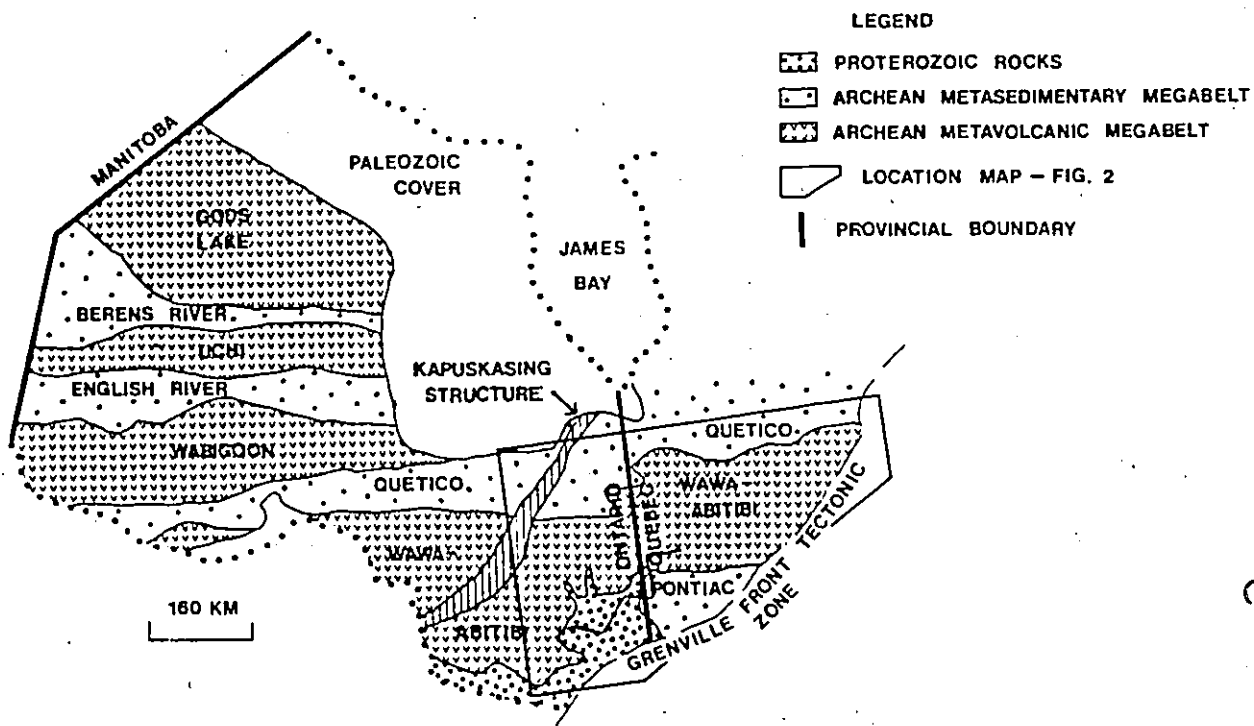 LEGEND
PROTEROZOIC ROCKS
ARCHEAN METASEDIMENTARY MEGABELT
ARCHEAN METAVOLCANIC MEGABELT
LOCATION MAP – FIG. 2
PROVINCIAL BOUNDARY
MANITOBA
PALEOZOIC
COVER
GODS
LAKE
JAMES
BAY
BERENS RIVER
UCHI
ENGLISH RIVER
KAPUSKASING
STRUCTURE
WABIGOON
QUETICO
QUETICO
WAWA-
ABITIBI
ONTARIO
QUEBEC
WAWA-
ABITIBI
PONTIAC
GRENVILLE FRONT TECTONIC
ZONE
160 KM